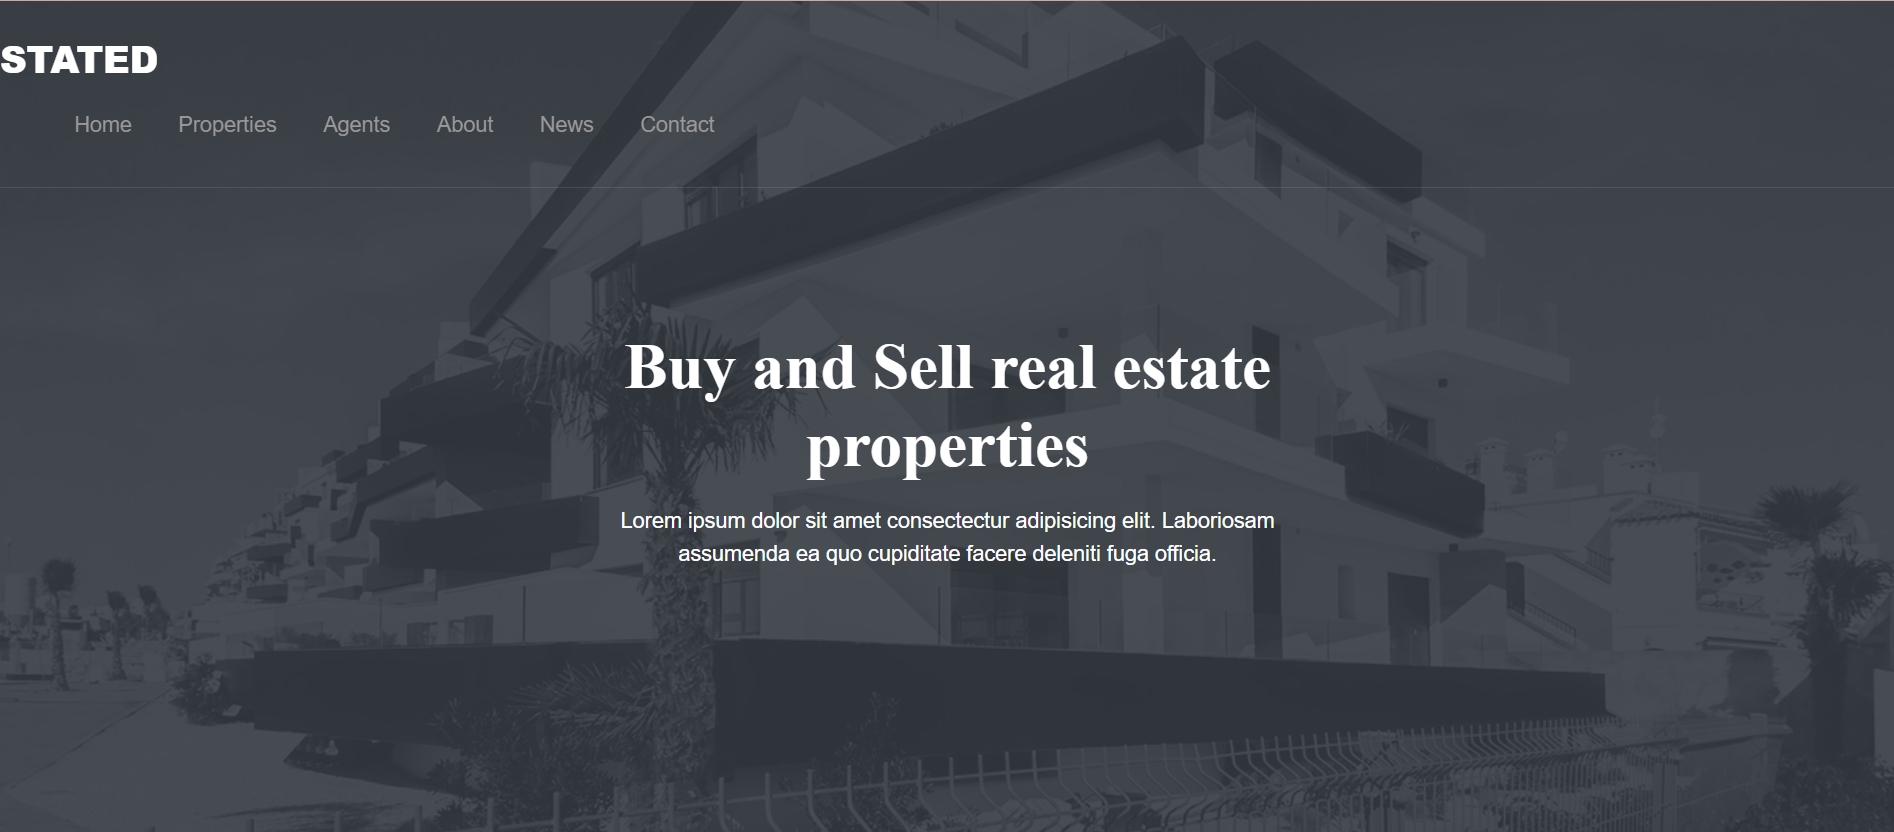 STATED
Home Properties Agents About News Contact
Buy and Sell real estate
properties
Lorem ipsum dolor sit amet consectectur adipisicing elit. Laboriosam
assumenda ea quo cupiditate facere deleniti fuga officia.